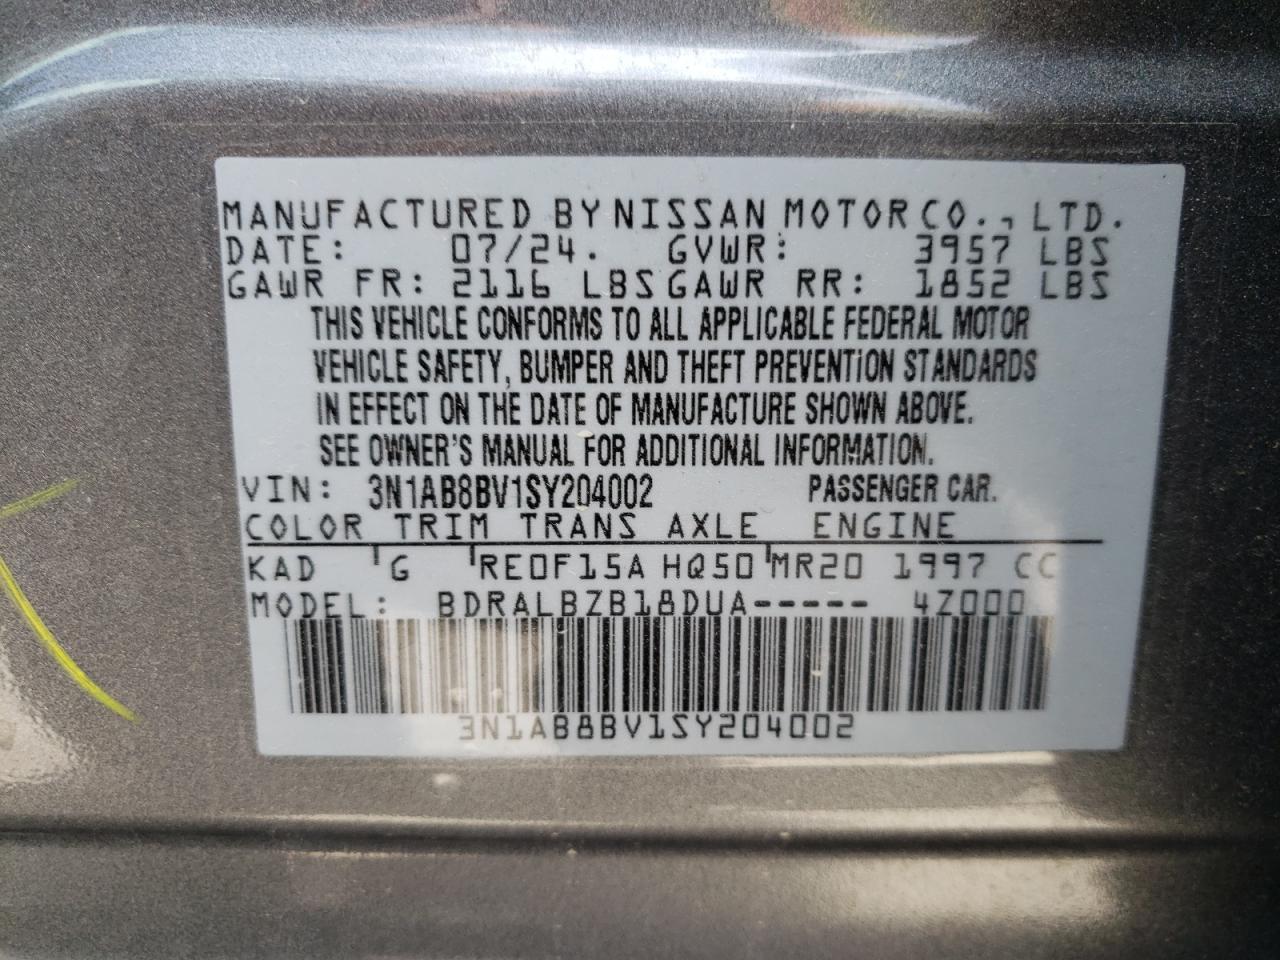 MANUFACTURED BY NISSAN MOTOR CO., LTD.
DATE: 07/24. GVWR: 3957 LBS
GAWR FR: 2116 LBS GAWR RR: 1852 LBS
THIS VEHICLE CONFORMS TO ALL APPLICABLE FEDERAL MOTOR
VEHICLE SAFETY, BUMPER AND THEFT PREVENTION STANDARDS
IN EFFECT ON THE DATE OF MANUFACTURE SHOWN ABOVE.
SEE OWNER'S MANUAL FOR ADDITIONAL INFORMATION.
VIN: 3N1AB8BV1SY204002 PASSENGER CAR.
COLOR TRIM TRANS AXLE ENGINE
KAD G RE0F15A HQ50 MR20 1997 CC
MODEL: BDRALBZB18DUA----- 4Z000
3N1AB8BV1SY204002